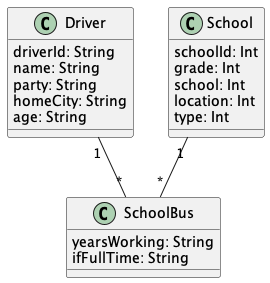 C Driver
driverId: String
name: String
party: String
homeCity: String
age: String
C School
schoolId: Int
grade: Int
school: Int
location: Int
type: Int
1
1
*
*
C SchoolBus
yearsWorking: String
ifFullTime: String